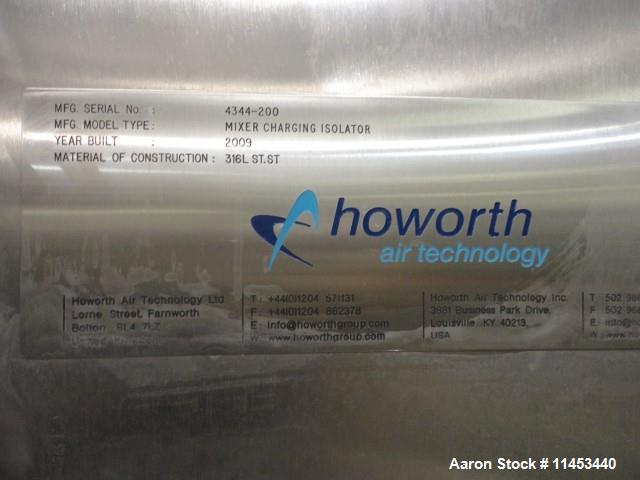 MFG. SERIAL No. : 4344-200
MFG. MODEL TYPE : MIXER CHARGING ISOLATOR
YEAR BUILT : 2009
MATERIAL OF CONSTRUCTION : 316L ST.ST
howorth
air technology
Howorth Air Technology Ltd
Lorne Street, Farnworth
Bolton, BL4 7LZ
United Kingdom
T: +44(0)1204 571131
F: +44(0)1204 862378
E: info@howorthgroup.com
W: www.howorthgroup.com
Howorth Air Technology Inc.
3881 Business Park Drive,
Louisville KY 40213,
USA
T 502
F 502
E:
Aaron Stock # 11453440